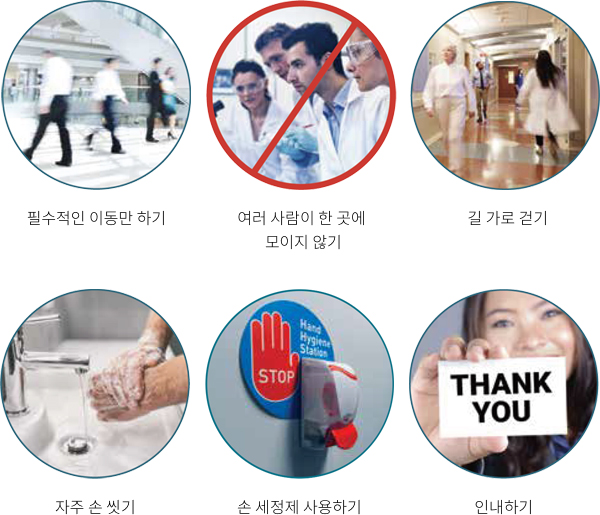 필수적인 이동만 하기
여러 사람이 한 곳에
모이지 않기
길 가로 걷기
Hand
Hygiene
Station
STOP
THANK
YOU
자주 손 씻기
손 세정제 사용하기
인내하기